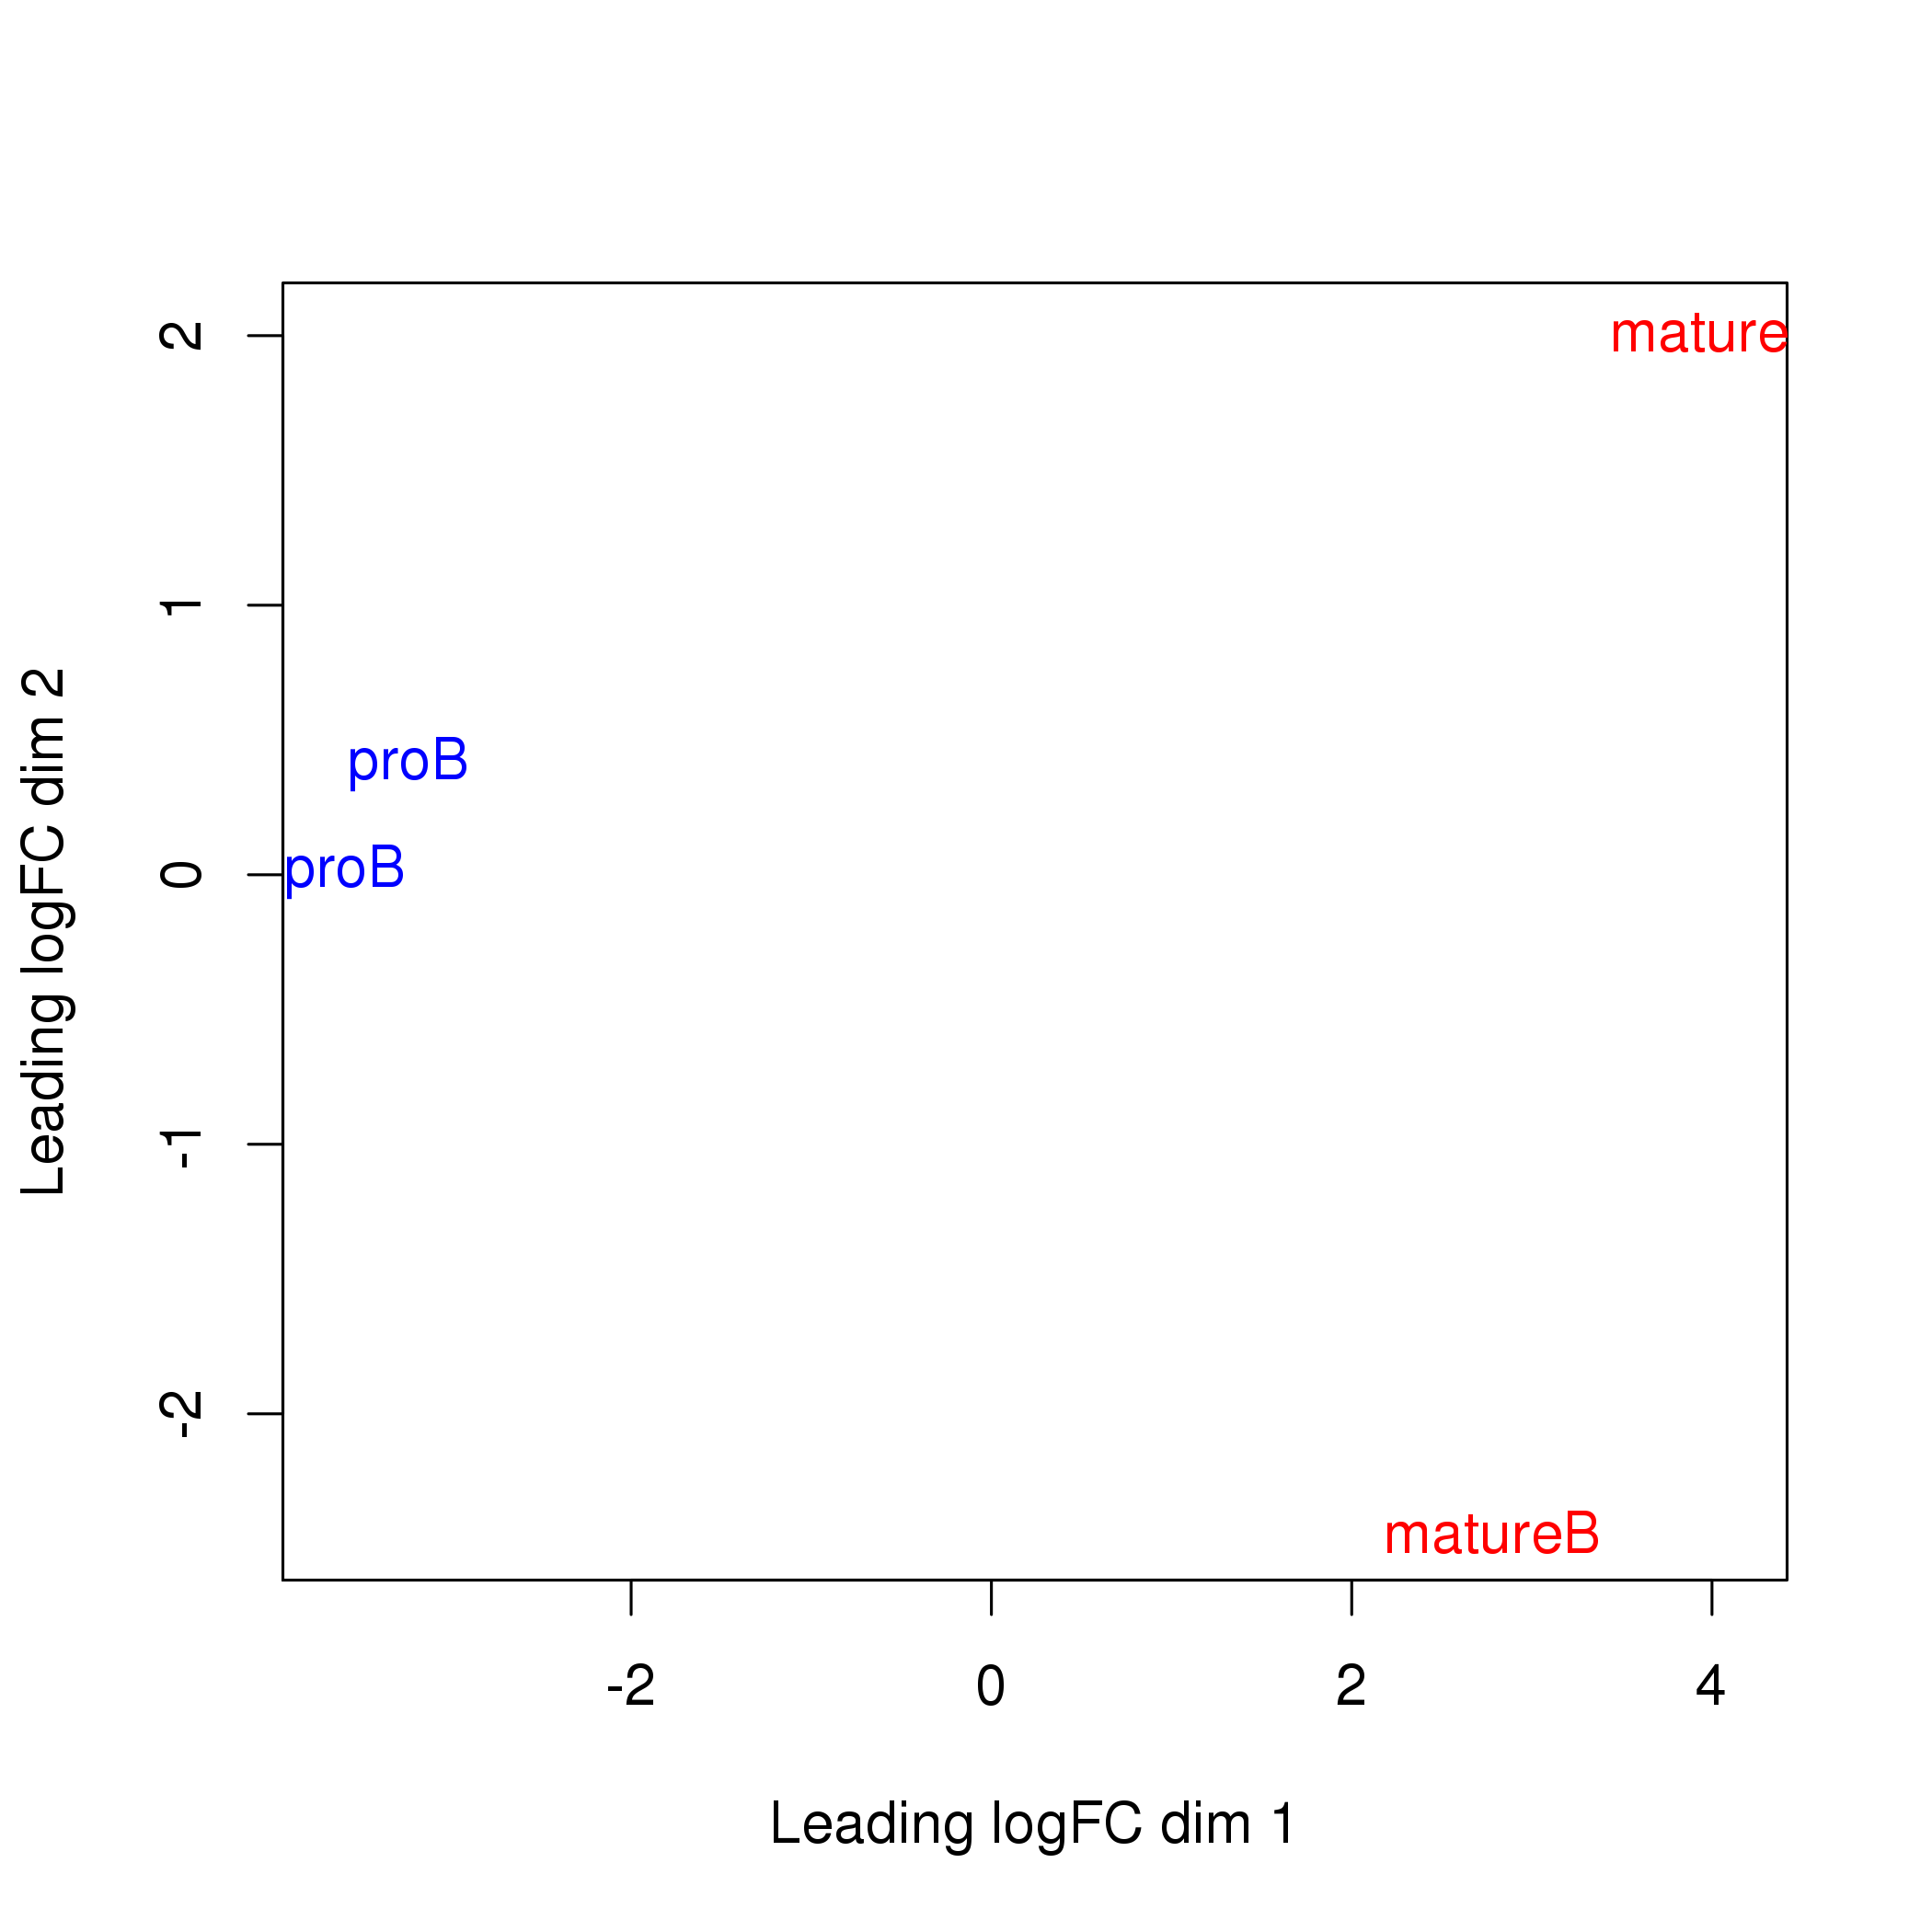 2
mature
1
Leading logFC dim 2
proB
0
proB
-1
-2
matureB
-2 0 2 4
Leading logFC dim 1